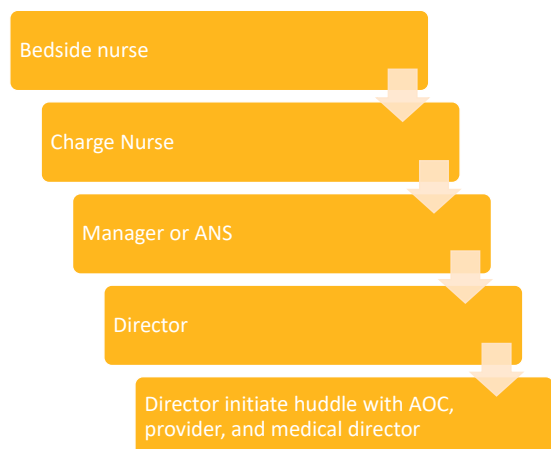 Bedside nurse
Charge Nurse
Manager or ANS
Director
Director initiate huddle with AOC,
provider, and medical director